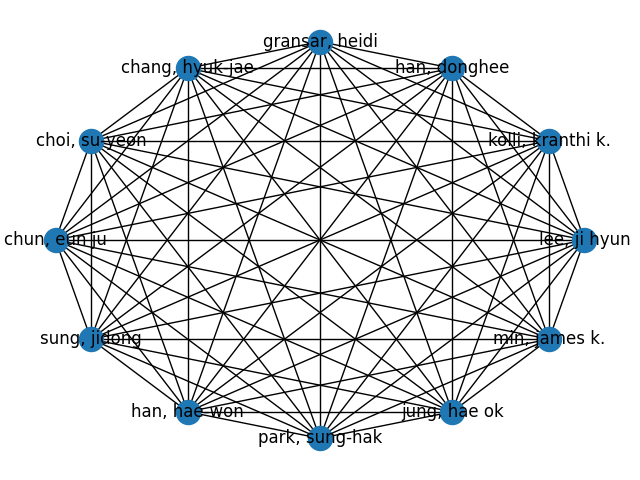 gransar, heidi
chang, hyuk jae
han, donghee
choi, su yeon
kolli, kranthi k.
chun, eun ju
lee, ji hyun
sung, jidong
min, james k.
han, hae won
jung, hae ok
park, sung-hak